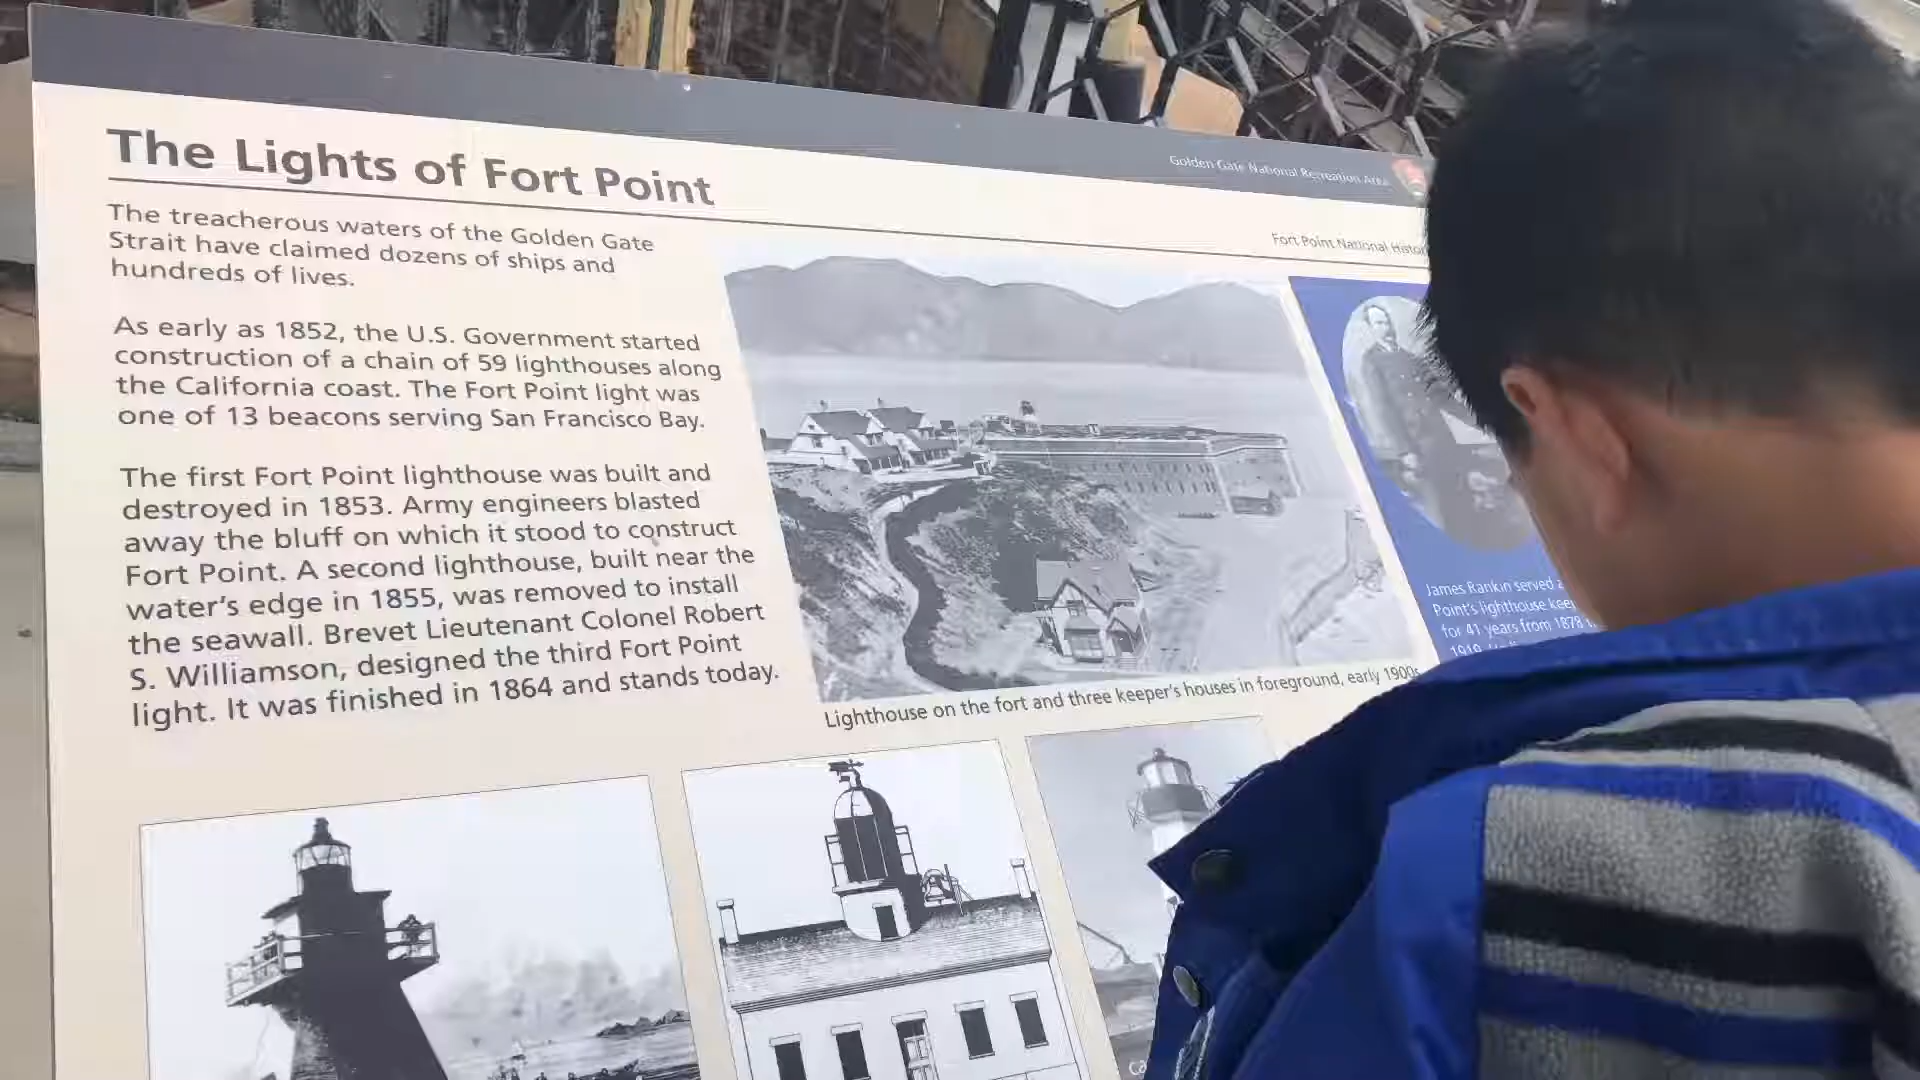 The Lights of Fort Point
Golden Gate National Recreation Area
Fort Point National
The treacherous waters of the Golden Gate
Strait have claimed dozens of ships and
hundreds of lives.
As early as 1852, the U.S. Government started
construction of a chain of 59 lighthouses along
the California coast. The Fort Point light was
one of 13 beacons serving San Francisco Bay.
The first Fort Point lighthouse was built and
destroyed in 1853. Army engineers blasted
away the bluff on which it stood to construct
Fort Point. A second lighthouse, built near the
water's edge in 1855, was removed to install
the seawall. Brevet Lieutenant Colonel Robert
S. Williamson, designed the third Fort Point
light. It was finished in 1864 and stands today.
Lighthouse on the fort and three keeper's houses in foreground, early 1900s
James Rankin served
Point's lighthouse
for 41 years from 1878
1919.